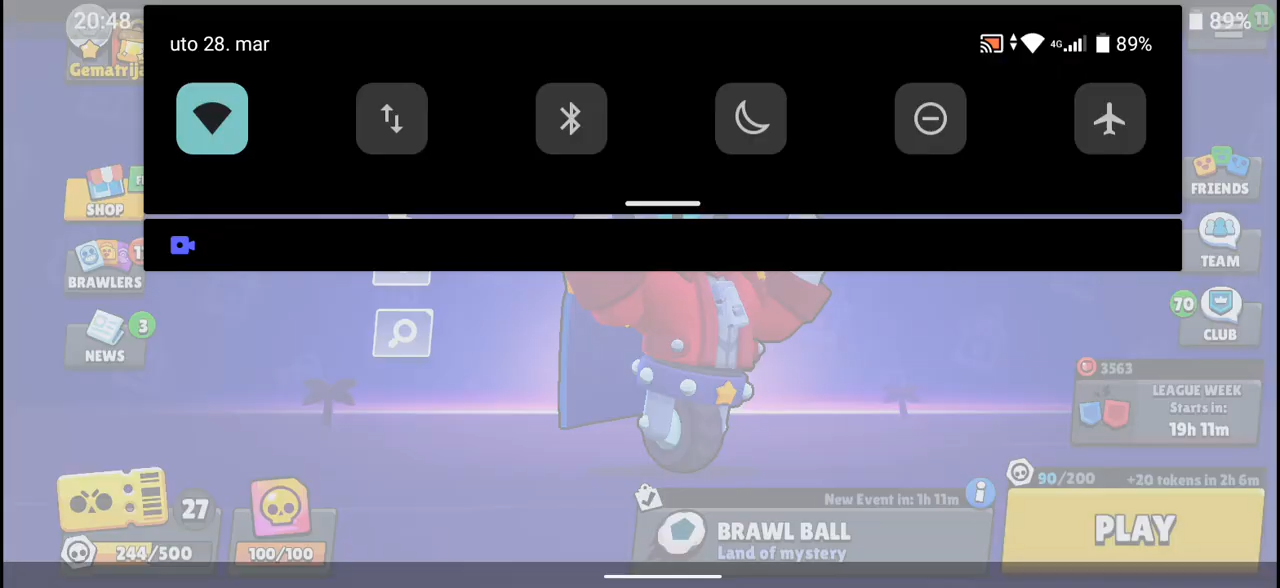 20:48
uto 28. mar
4G
89%
89%
11
Gematrija
SHOP
BRAWLERS
3
NEWS
FRIENDS
TEAM
70
CLUB
3563
LEAGUE WEEK
Starts in:
19h 11m
27
244/500
100/100
New Event in: 1h 11m
i
BRAWL BALL
Land of mystery
90/200
+20 tokens in 2h 6m
PLAY